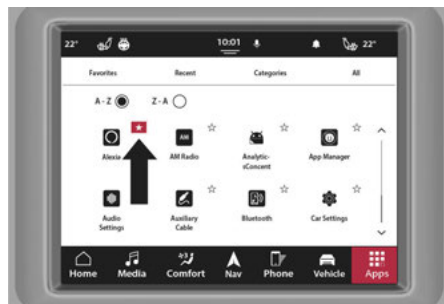 22°
10:01
22°
Favorites
Recent
Categories
All
A - Z
Z - A
Alexia
AM
AM Radio
Analytic-
sConcent
App Manager
Audio
Settings
Auxiliary
Cable
Bluetooth
Car Settings
Home
Media
Comfort
Nav
Phone
Vehicle
Apps